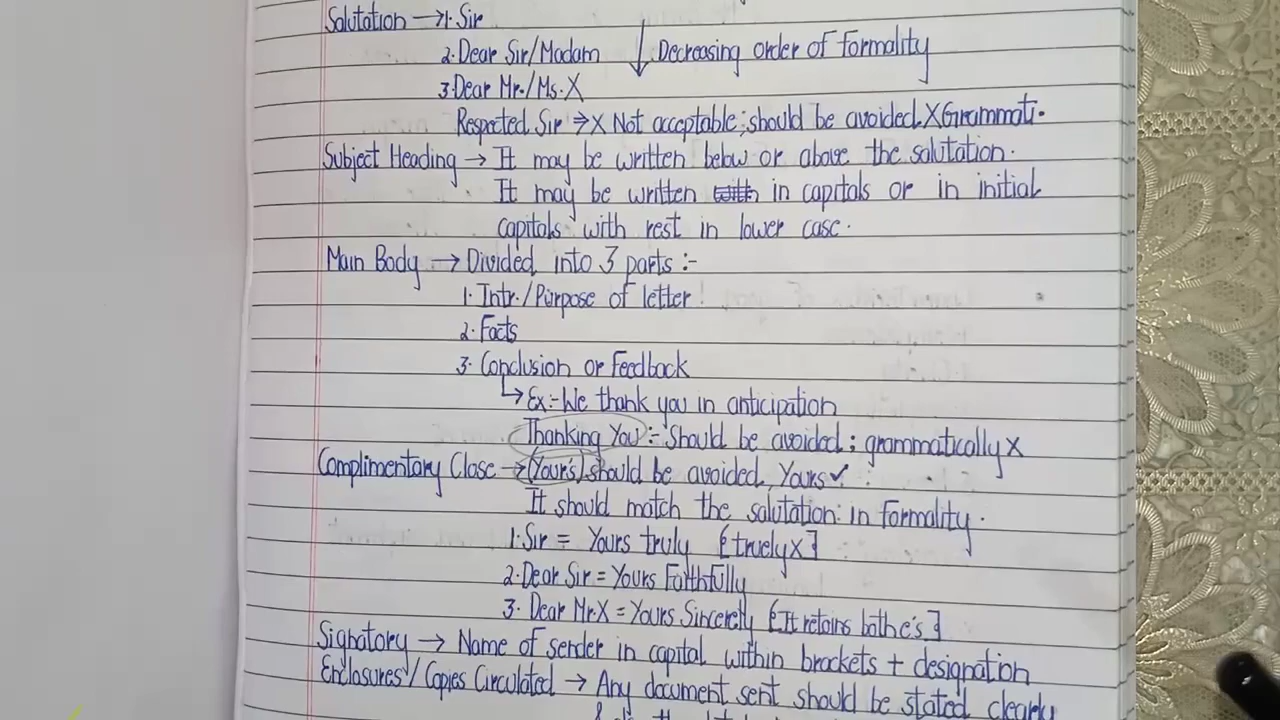 Salutation → 1. Sir
2. Dear Sir/Madam ↓ Decreasing order of formality
3. Dear Mr./Ms. X
Respected Sir ⇒ X Not acceptable; should be avoided. X Grammati.
Subject Heading → It may be written below or above the salutation.
It may be written in capitals or in initial
capitals with rest in lower case.
Main Body → Divided into 3 parts :-
1. Intr./Purpose of letter!
2. Facts
3. Conclusion or Feedback
↳ Ex:- We thank you in anticipation
Thanking You :- Should be avoided; grammatically X
Complimentary Close → (Your's) should be avoided, Yours ✓
It should match the salutation in formality.
1. Sir = Yours truly [truely X]
2. Dear Sir = Yours Faithfully
3. Dear Mr. X = Yours Sincerely [It retains both e's]
Signatory → Name of sender in capital within brackets + designation
Enclosures/Copies Circulated → Any document sent should be stated clearly